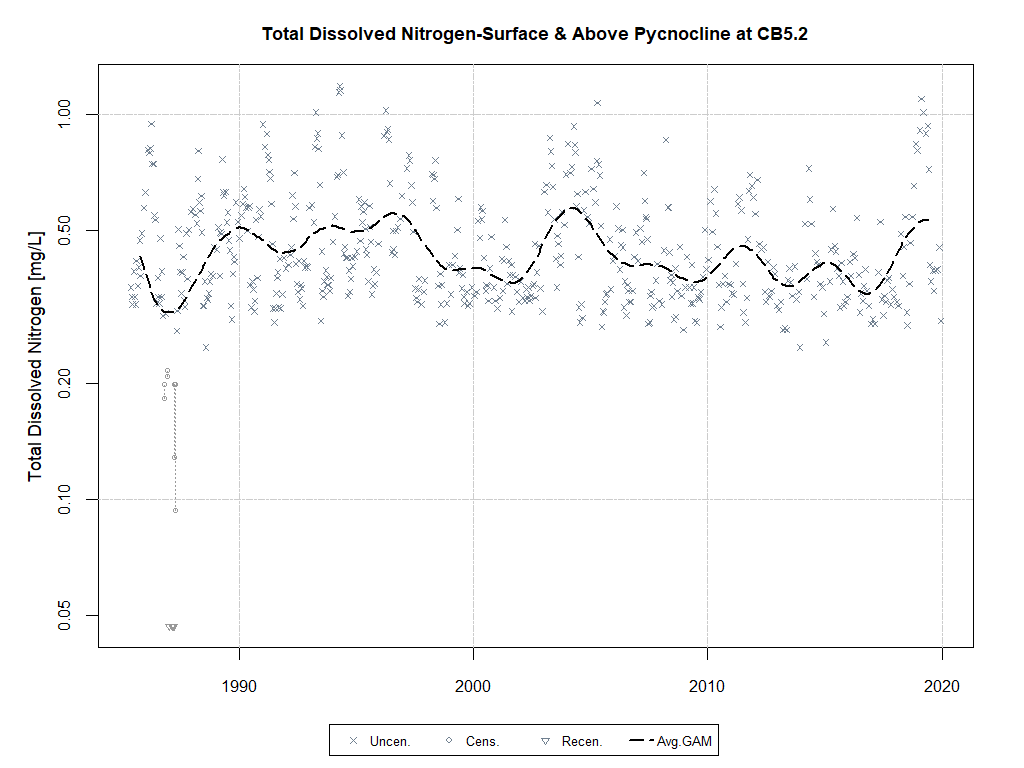 Total Dissolved Nitrogen-Surface & Above Pycnocline at CB5.2
Total Dissolved Nitrogen [mg/L]
1.00
0.50
0.20
0.10
0.05
1990 2000 2010 2020
Uncen. Cens. Recen. Avg.GAM